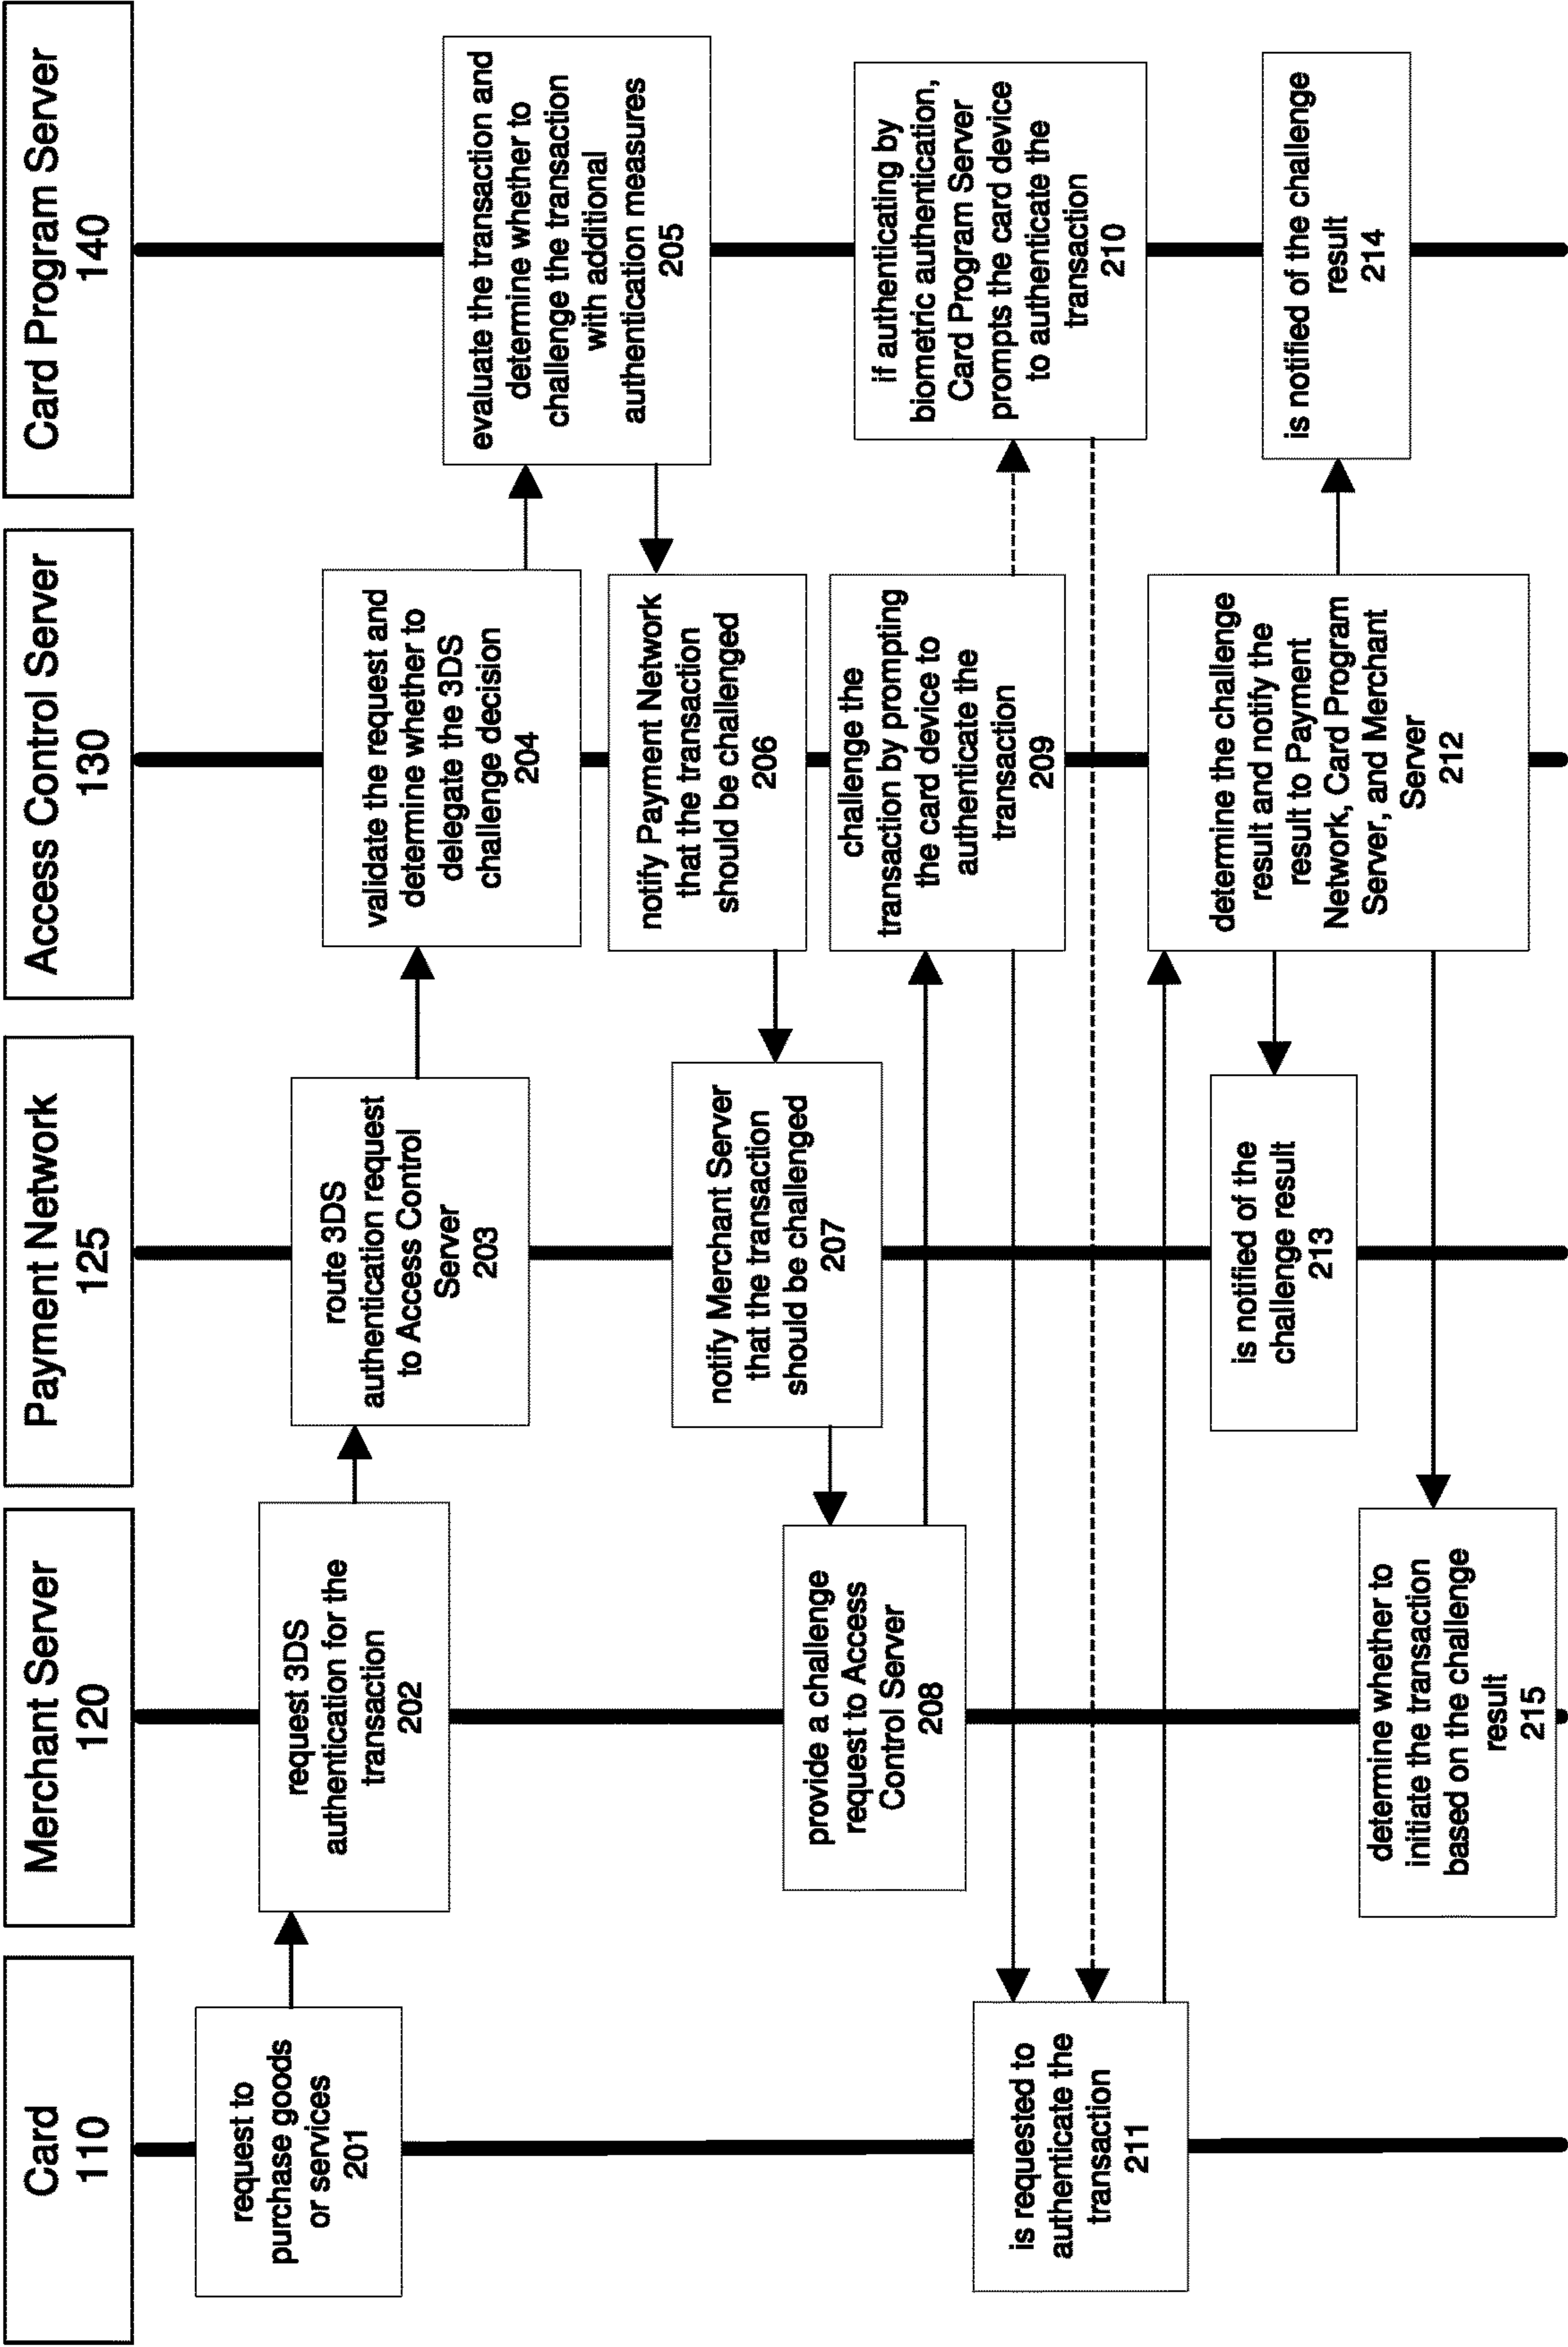 Card
110
Merchant Server
120
Payment Network
125
Access Control Server
130
Card Program Server
140
request to
purchase goods
or services
201
request 3DS
authentication for the
transaction
202
route 3DS
authentication request
to Access Control
Server
203
validate the request and
determine whether to
delegate the 3DS
challenge decision
204
evaluate the transaction and
determine whether to
challenge the transaction
with additional
authentication measures
205
notify Payment Network
that the transaction
should be challenged
206
notify Merchant Server
that the transaction
should be challenged
207
provide a challenge
request to Access
Control Server
208
challenge the
transaction by prompting
the card device to
authenticate the
transaction
209
if authenticating by
biometric authentication,
Card Program Server
prompts the card device
to authenticate the
transaction
210
is requested to
authenticate the
transaction
211
determine the challenge
result and notify the
result to Payment
Network, Card Program
Server, and Merchant
Server
212
is notified of the
challenge result
213
is notified of the challenge
result
214
determine whether to
initiate the transaction
based on the challenge
result
215